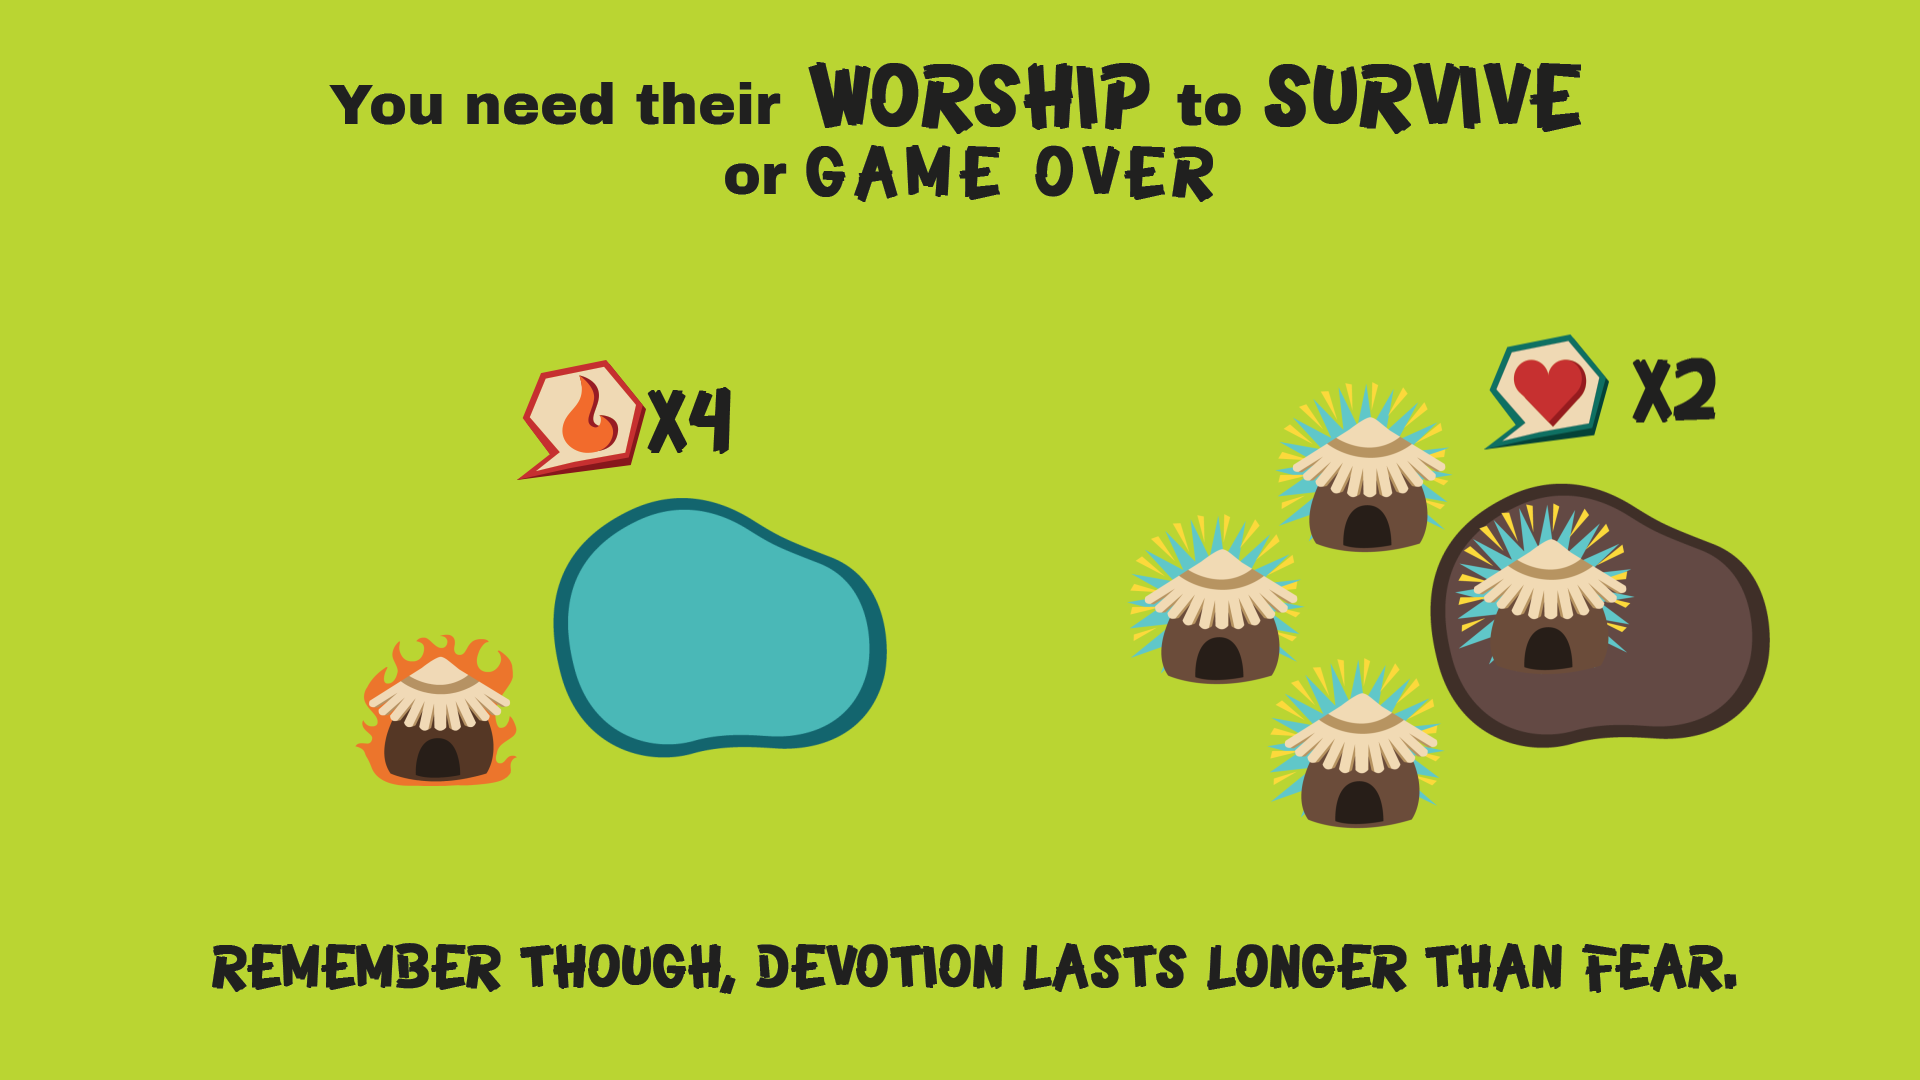 You need their WORSHIP to SURVIVE
or GAME OVER
X4
X2
REMEMBER THOUGH, DEVOTION LASTS LONGER THAN FEAR.